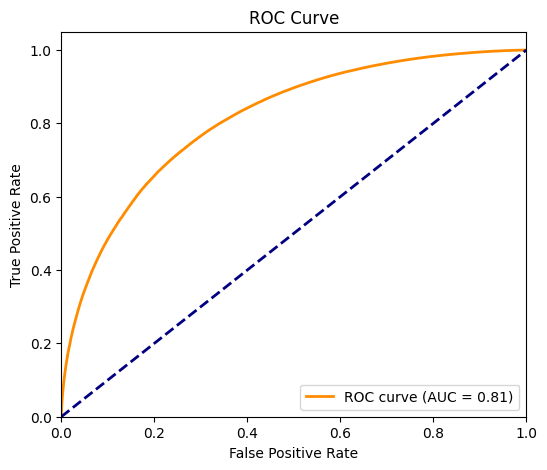 ROC Curve
1.0
0.8
0.6
0.4
0.2
0.0
True Positive Rate
ROC curve (AUC = 0.81)
0.0 0.2 0.4 0.6 0.8 1.0
False Positive Rate